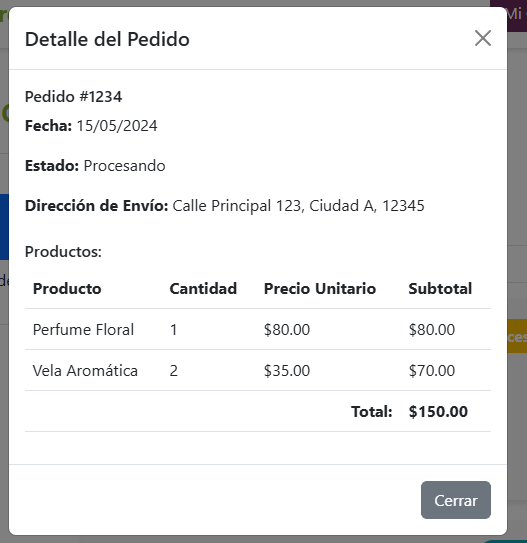 Mi
Detalle del Pedido
Pedido #1234
Fecha: 15/05/2024
Estado: Procesando
Dirección de Envío: Calle Principal 123, Ciudad A, 12345
Productos:
Producto Cantidad Precio Unitario Subtotal
Perfume Floral 1 $80.00 $80.00
Vela Aromática 2 $35.00 $70.00
Total: $150.00
Cerrar